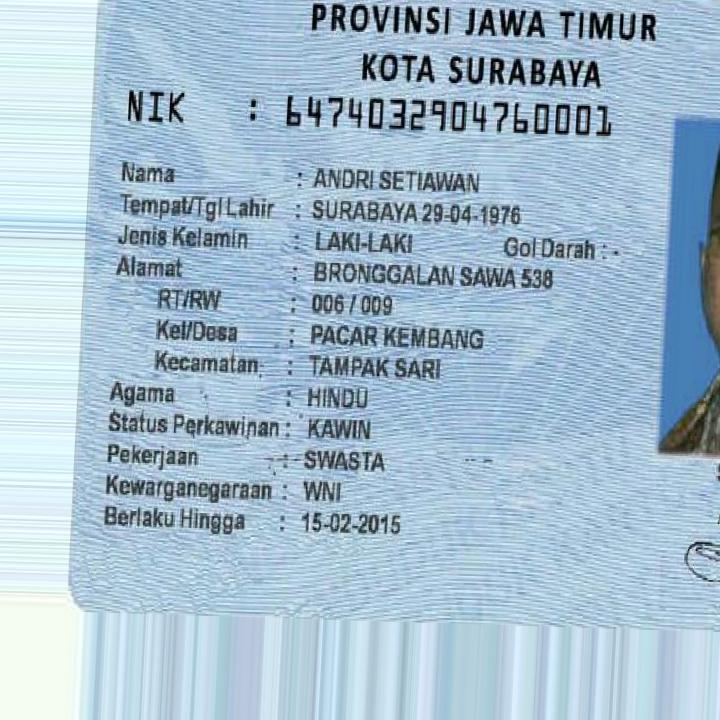 PROVINSI JAWA TIMUR
KOTA SURABAYA
NIK : 6474032904760001
Nama : ANDRI SETIAWAN
Tempat/Tgl Lahir : SURABAYA 29-04-1976
Jenis Kelamin : LAKI-LAKI Gol Darah : -
Alamat : BRONGGALAN SAWA 538
RT/RW : 006 / 009
Kel/Desa : PACAR KEMBANG
Kecamatan : TAMPAK SARI
Agama : HINDU
Status Perkawinan : KAWIN
Pekerjaan : SWASTA
Kewarganegaraan : WNI
Berlaku Hingga : 15-02-2015